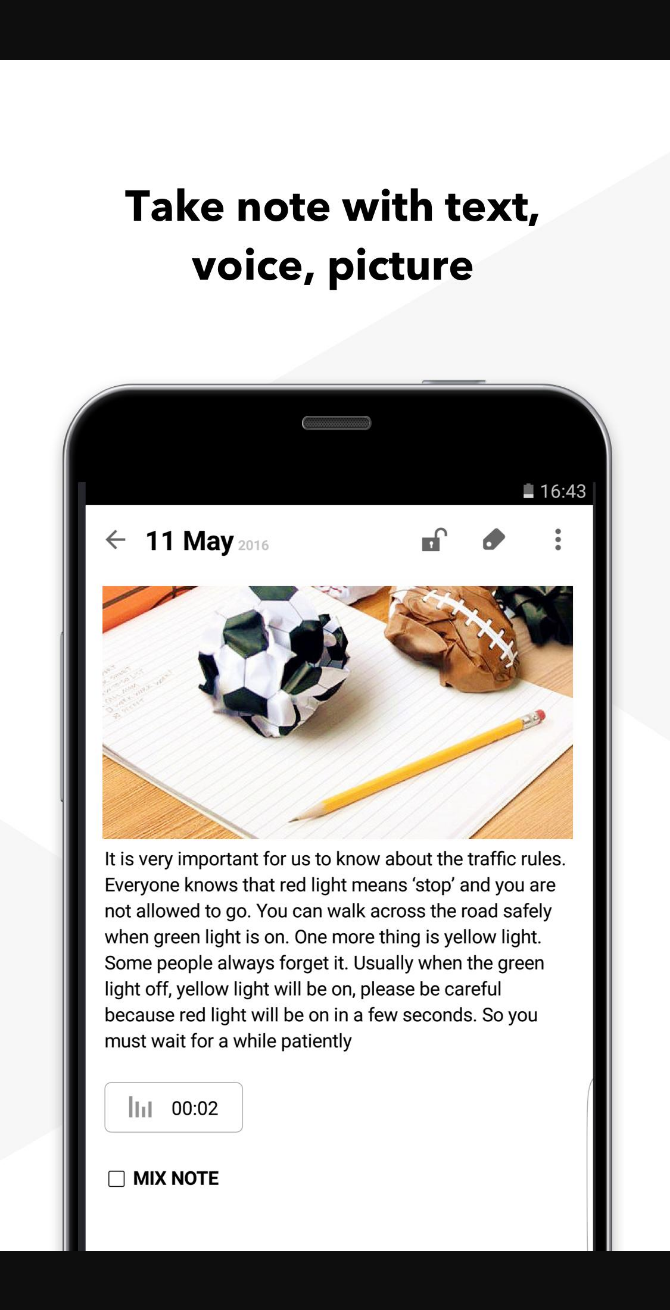 Take note with text,
voice, picture
16:43
11 May 2016
It is very important for us to know about the traffic rules.
Everyone knows that red light means ‘stop’ and you are
not allowed to go. You can walk across the road safely
when green light is on. One more thing is yellow light.
Some people always forget it. Usually when the green
light off, yellow light will be on, please be careful
because red light will be on in a few seconds. So you
must wait for a while patiently
00:02
MIX NOTE